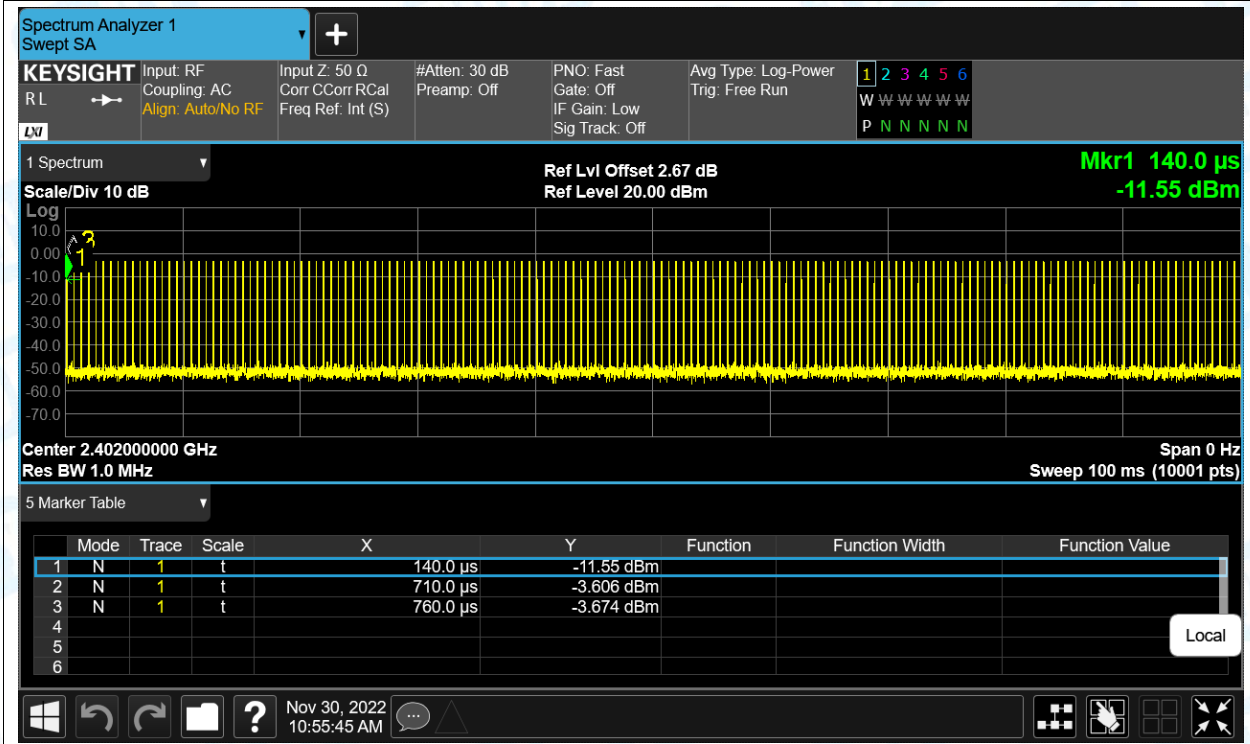 Spectrum Analyzer 1
Swept SA
KEYSIGHT
R L
LXI
Input: RF
Coupling: AC
Align: Auto/No RF
Input Z: 50 Ω
Corr CCorr RCal
Freq Ref: Int (S)
#Atten: 30 dB
Preamp: Off
PNO: Fast
Gate: Off
IF Gain: Low
Sig Track: Off
Avg Type: Log-Power
Trig: Free Run
1 2 3 4 5 6
W W W W W W
P N N N N N
1 Spectrum
Scale/Div 10 dB
Ref Lvl Offset 2.67 dB
Ref Level 20.00 dBm
Mkr1 140.0 µs
-11.55 dBm
Log
10.0
0.00
-10.0
-20.0
-30.0
-40.0
-50.0
-60.0
-70.0
3
1
Center 2.402000000 GHz
Res BW 1.0 MHz
Span 0 Hz
Sweep 100 ms (10001 pts)
5 Marker Table
Mode Trace Scale X Y Function Function Width Function Value
1 N 1 t 140.0 µs -11.55 dBm
2 N 1 t 710.0 µs -3.606 dBm
3 N 1 t 760.0 µs -3.674 dBm
4
5
6
Local
?
Nov 30, 2022
10:55:45 AM